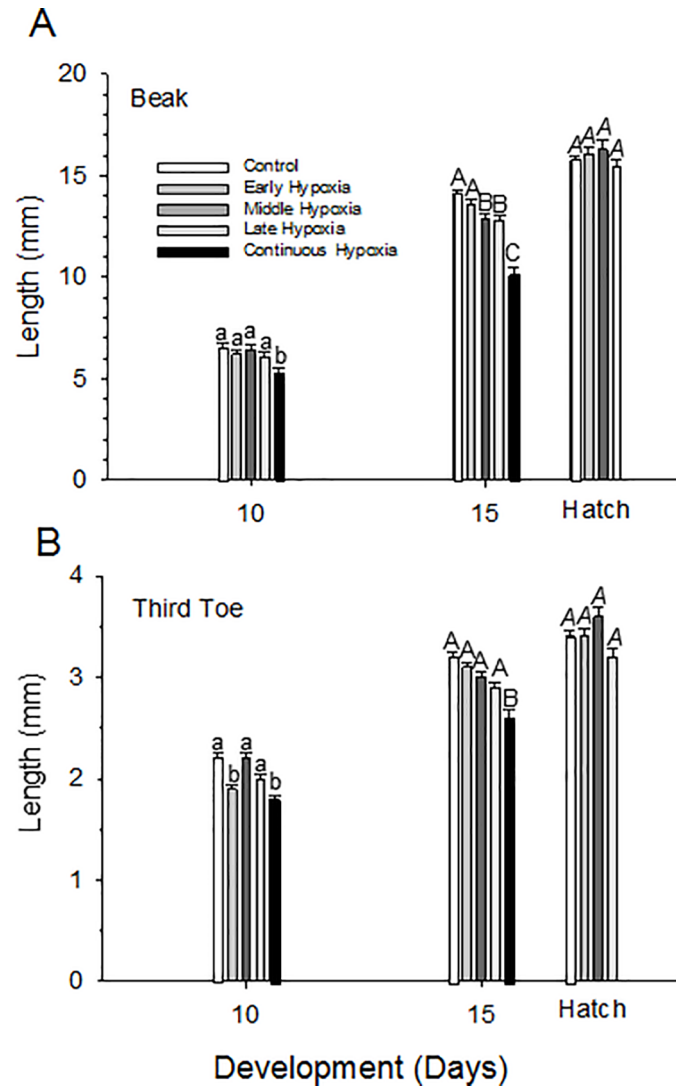 A
20
Beak
A A A A
Control
Early Hypoxia
Middle Hypoxia
Late Hypoxia
Continuous Hypoxia
15
A A B B C
Length (mm)
10
a a a a b
5
0
10
15
Hatch
B
4
Third Toe
A A A A
A A A A B
3
Length (mm)
a b a a b
2
1
0
10
15
Hatch
Development (Days)